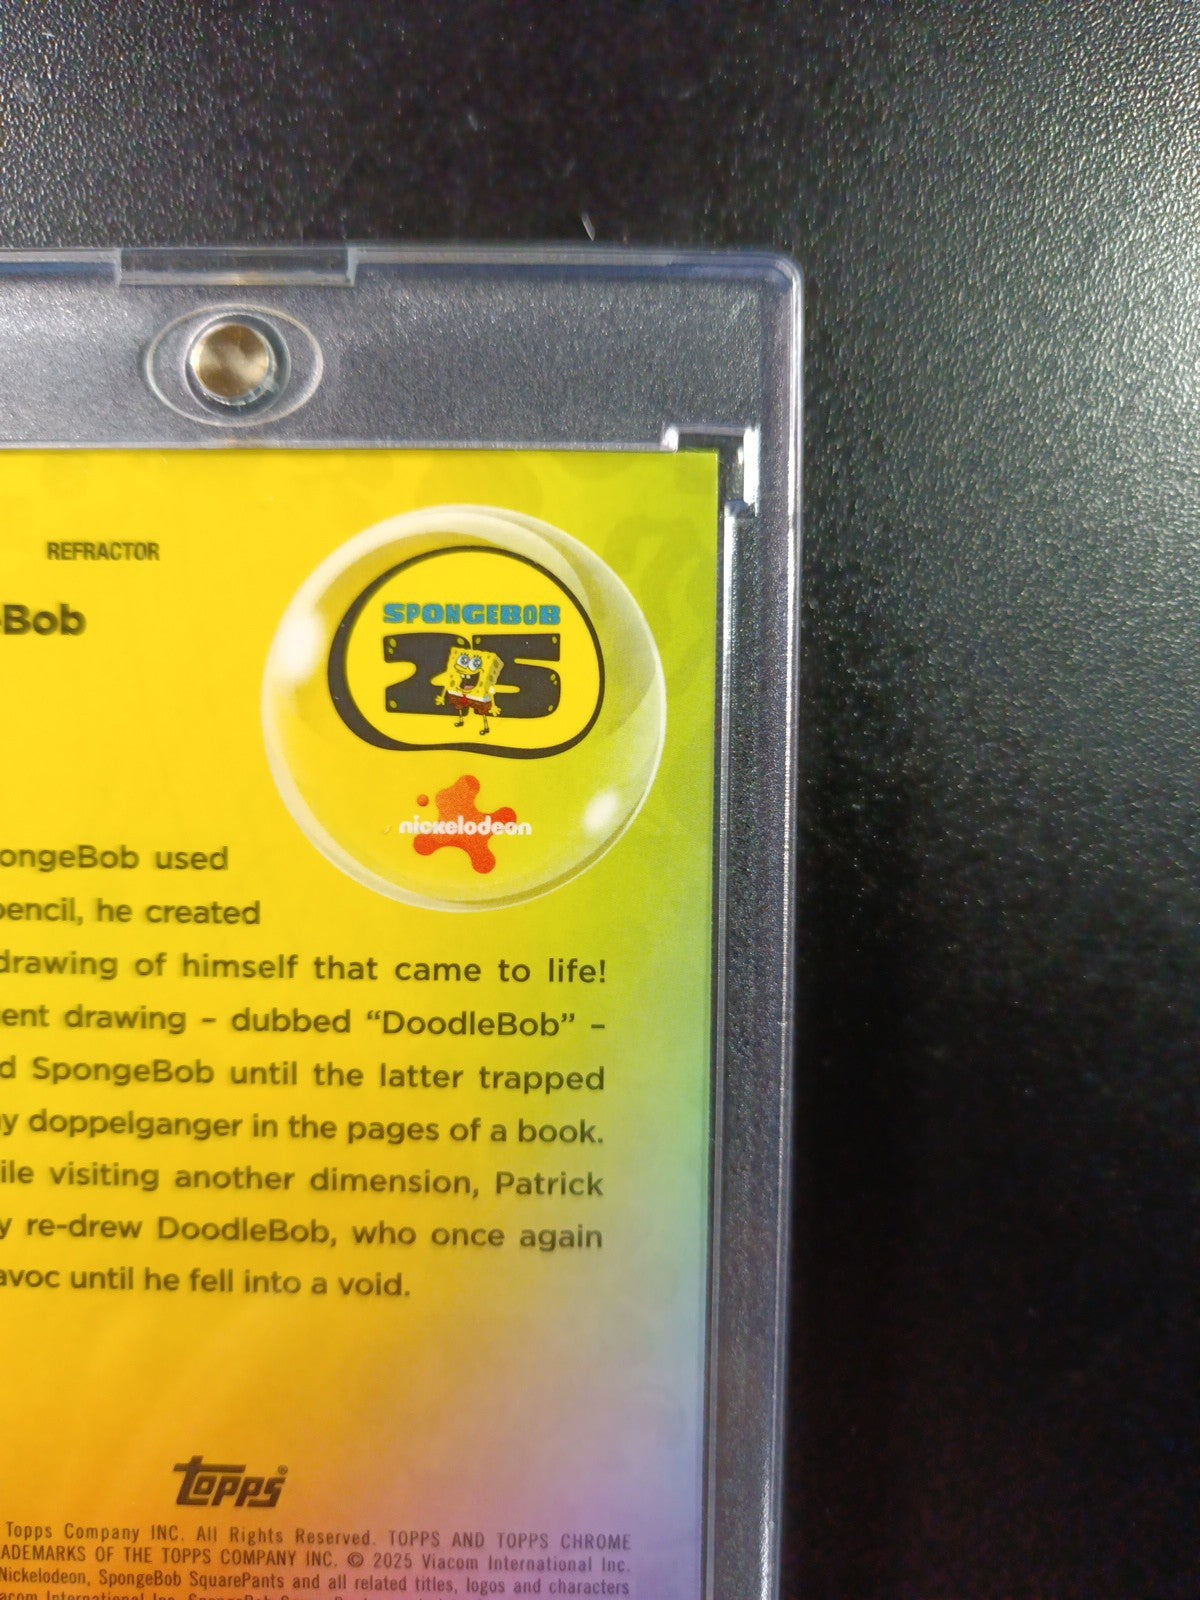 REFRACTOR
-Bob
SPONGEBOB
25
nickelodeon
ongeBob used
pencil, he created
drawing of himself that came to life!
ent drawing – dubbed “DoodleBob” –
d SpongeBob until the latter trapped
y doppelganger in the pages of a book.
ile visiting another dimension, Patrick
y re-drew DoodleBob, who once again
avoc until he fell into a void.
topps®
Topps Company INC. All Rights Reserved. TOPPS AND TOPPS CHROME
ADEMARKS OF THE TOPPS COMPANY INC. © 2025 Viacom International Inc.
Nickelodeon, SpongeBob SquarePants and all related titles, logos and characters
acom International Inc.